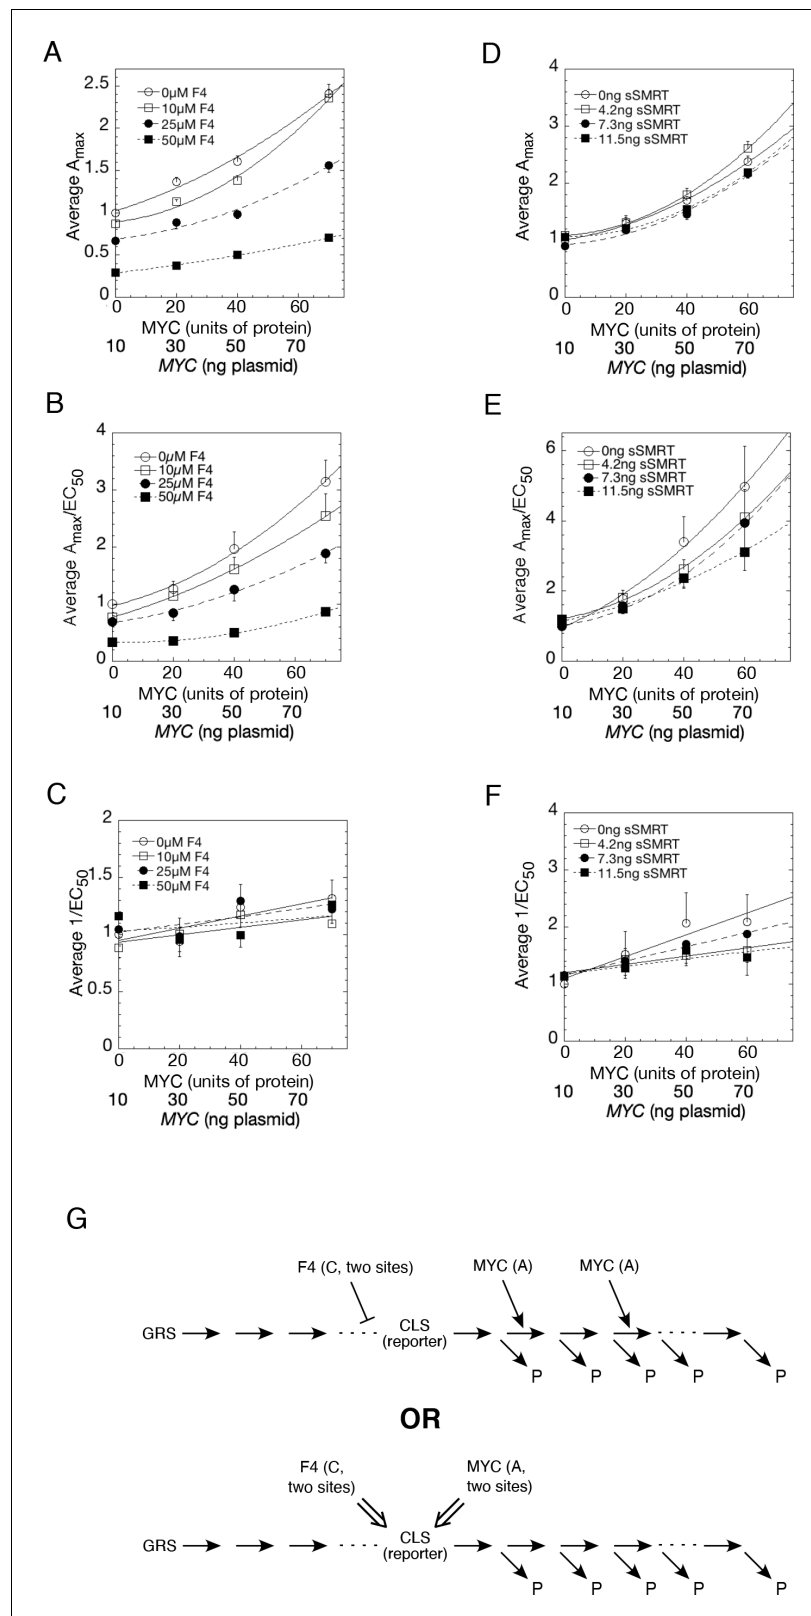 A
2.5
2
1.5
1
0.5
0
Average Amax
0µM F4
10µM F4
25µM F4
50µM F4
0 20 40 60
MYC (units of protein)
10 30 50 70
MYC (ng plasmid)
B
4
3
2
1
0
Average Amax/EC50
0µM F4
10µM F4
25µM F4
50µM F4
0 20 40 60
MYC (units of protein)
10 30 50 70
MYC (ng plasmid)
C
2
1.5
1
0.5
0
Average 1/EC50
0µM F4
10µM F4
25µM F4
50µM F4
0 20 40 60
MYC (units of protein)
10 30 50 70
MYC (ng plasmid)
D
4
3
2
1
0
Average Amax
0ng sSMRT
4.2ng sSMRT
7.3ng sSMRT
11.5ng sSMRT
0 20 40 60
MYC (units of protein)
10 30 50 70
MYC (ng plasmid)
E
6
4
2
0
Average Amax/EC50
0ng sSMRT
4.2ng sSMRT
7.3ng sSMRT
11.5ng sSMRT
0 20 40 60
MYC (units of protein)
10 30 50 70
MYC (ng plasmid)
F
4
3
2
1
0
Average 1/EC50
0ng sSMRT
4.2ng sSMRT
7.3ng sSMRT
11.5ng sSMRT
0 20 40 60
MYC (units of protein)
10 30 50 70
MYC (ng plasmid)
G
F4 (C, two sites) MYC (A) MYC (A)
GRS CLS
(reporter)
P P P P P
OR
F4 (C, MYC (A,
two sites) two sites)
GRS CLS
(reporter)
P P P P P